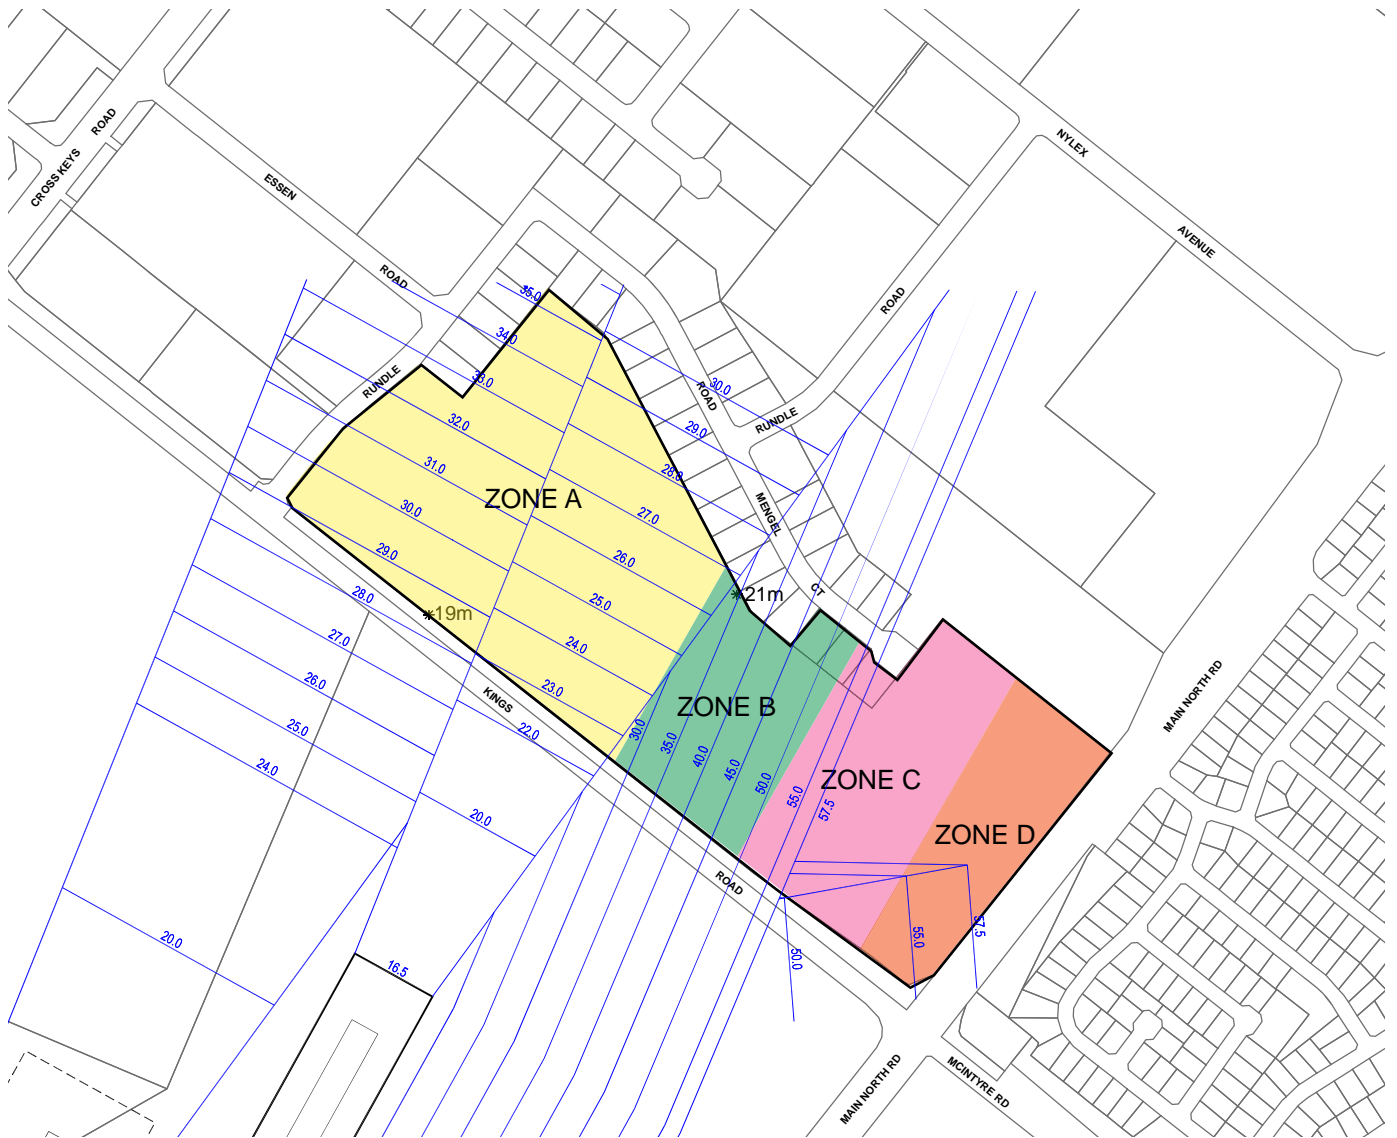 NYLEX
ROAD
CROSS KEYS
ESSEN
AVENUE
ROAD
35.0
ROAD
34.0
33.0
RUNDLE
30.0
ROAD
32.0
RUNDLE
29.0
31.0
28.0
ZONE A
30.0
27.0
MENGEL
29.0
26.0
28.0
25.0
CT
21m
19m
27.0
24.0
26.0
23.0
KINGS
ZONE B
MAIN NORTH RD
25.0
22.0
30.0
35.0
40.0
45.0
50.0
55.0
57.5
24.0
ZONE C
20.0
ZONE D
ROAD
20.0
57.5
55.0
50.0
16.5
MAIN NORTH RD
MCINTYRE RD